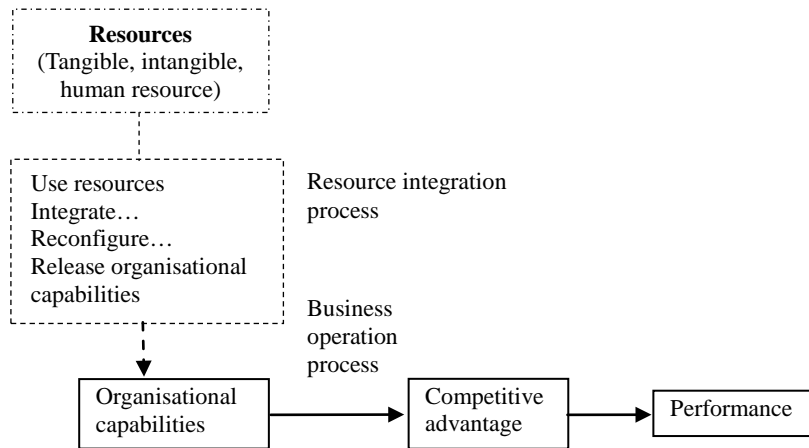 Resources
(Tangible, intangible,
human resource)
Use resources
Integrate…
Reconfigure…
Release organisational
capabilities
Resource integration
process
Business
operation
process
Organisational
capabilities
Competitive
advantage
Performance